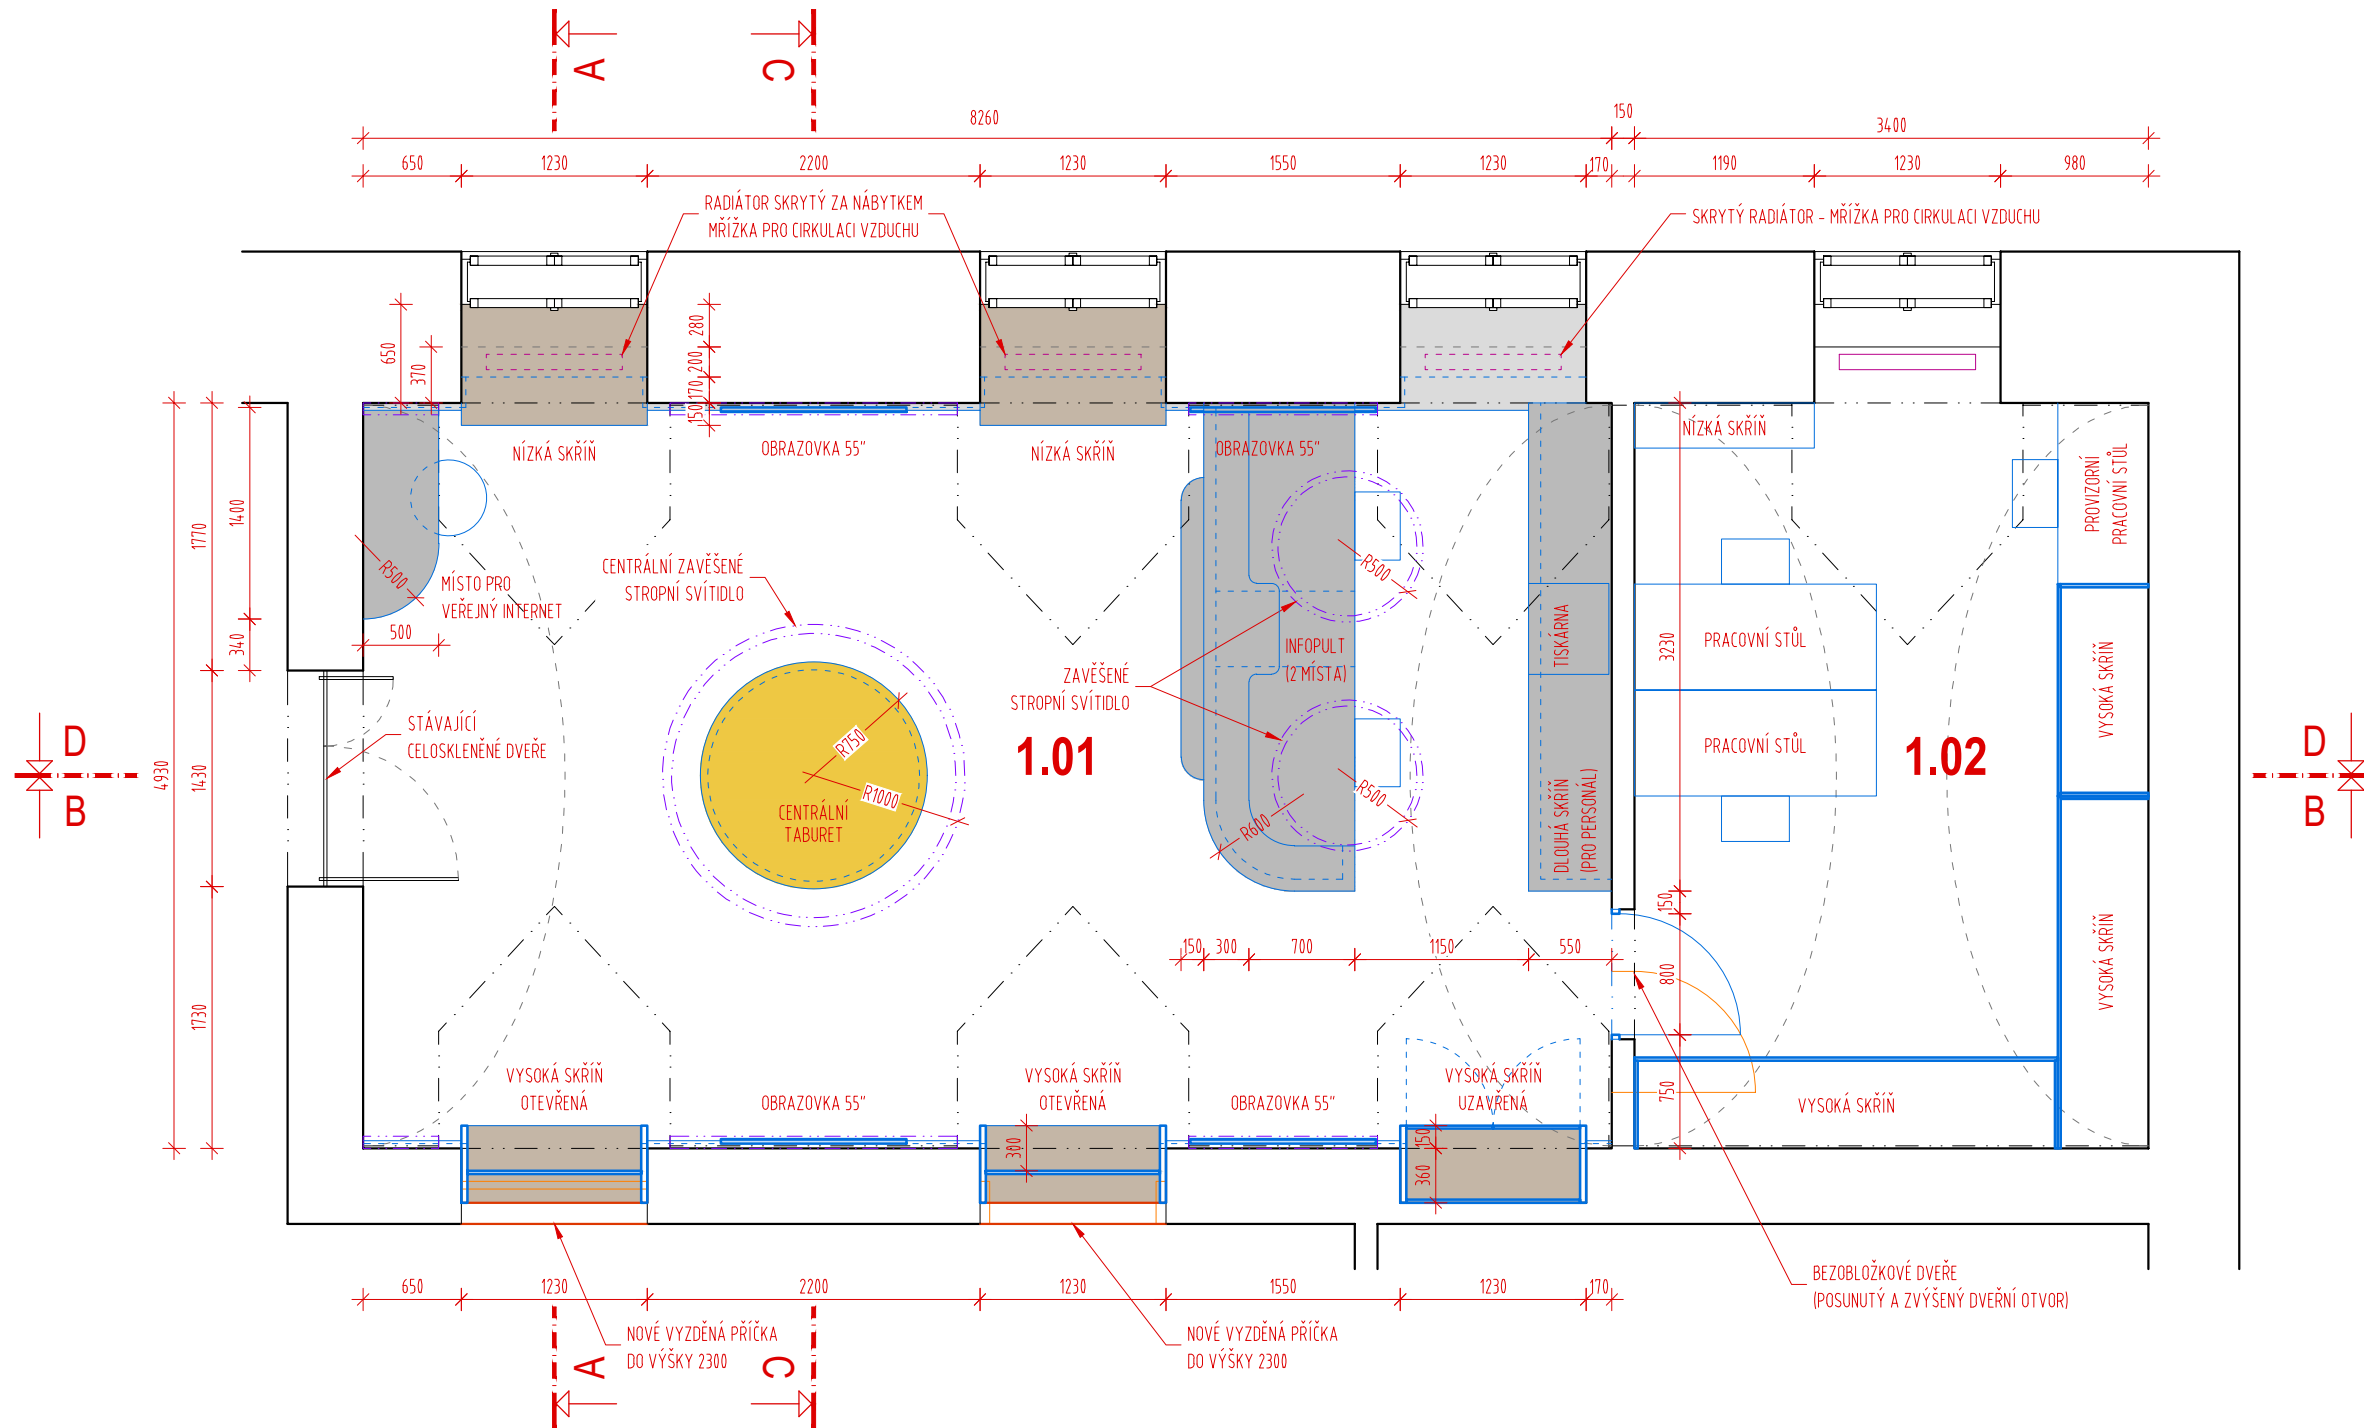 A
C
8260
150
3400
650
1230
2200
1230
1550
1230
170
1190
1230
980
RADIÁTOR SKRYTÝ ZA NÁBYTKEM
MŘÍŽKA PRO CIRKULACI VZDUCHU
SKRYTÝ RADIÁTOR - MŘÍŽKA PRO CIRKULACI VZDUCHU
650
370
280
200
170
150
NÍZKÁ SKŘÍŇ
OBRAZOVKA 55"
NÍZKÁ SKŘÍŇ
OBRAZOVKA 55"
NÍZKÁ SKŘÍŇ
PROVIZORNÍ
PRACOVNÍ STŮL
4930
1770
1430
1730
1400
340
R500
500
MÍSTO PRO
VEŘEJNÝ INTERNET
CENTRÁLNÍ ZAVĚŠENÉ
STROPNÍ SVÍTIDLO
R500
INFOPULT
(2 MÍSTA)
ZAVĚŠENÉ
STROPNÍ SVÍTIDLO
TISKÁRNA
3230
PRACOVNÍ STŮL
VYSOKÁ SKŘÍŇ
STÁVAJÍCÍ
CELOSKLENĚNÉ DVEŘE
D
B
R750
R1000
CENTRÁLNÍ
TABURET
1.01
R500
R600
DLOUHÁ SKŘÍŇ
(PRO PERSONÁL)
PRACOVNÍ STŮL
1.02
D
B
150
300
700
1150
550
150
800
750
VYSOKÁ SKŘÍŇ
VYSOKÁ SKŘÍŇ
OTEVŘENÁ
OBRAZOVKA 55"
VYSOKÁ SKŘÍŇ
OTEVŘENÁ
OBRAZOVKA 55"
VYSOKÁ SKŘÍŇ
UZAVŘENÁ
VYSOKÁ SKŘÍŇ
300
150
360
650
1230
2200
1230
1550
1230
170
BEZOBLOŽKOVÉ DVEŘE
(POSUNUTÝ A ZVÝŠENÝ DVEŘNÍ OTVOR)
NOVÉ VYZDĚNÁ PŘÍČKA
DO VÝŠKY 2300
NOVÉ VYZDĚNÁ PŘÍČKA
DO VÝŠKY 2300
A
C